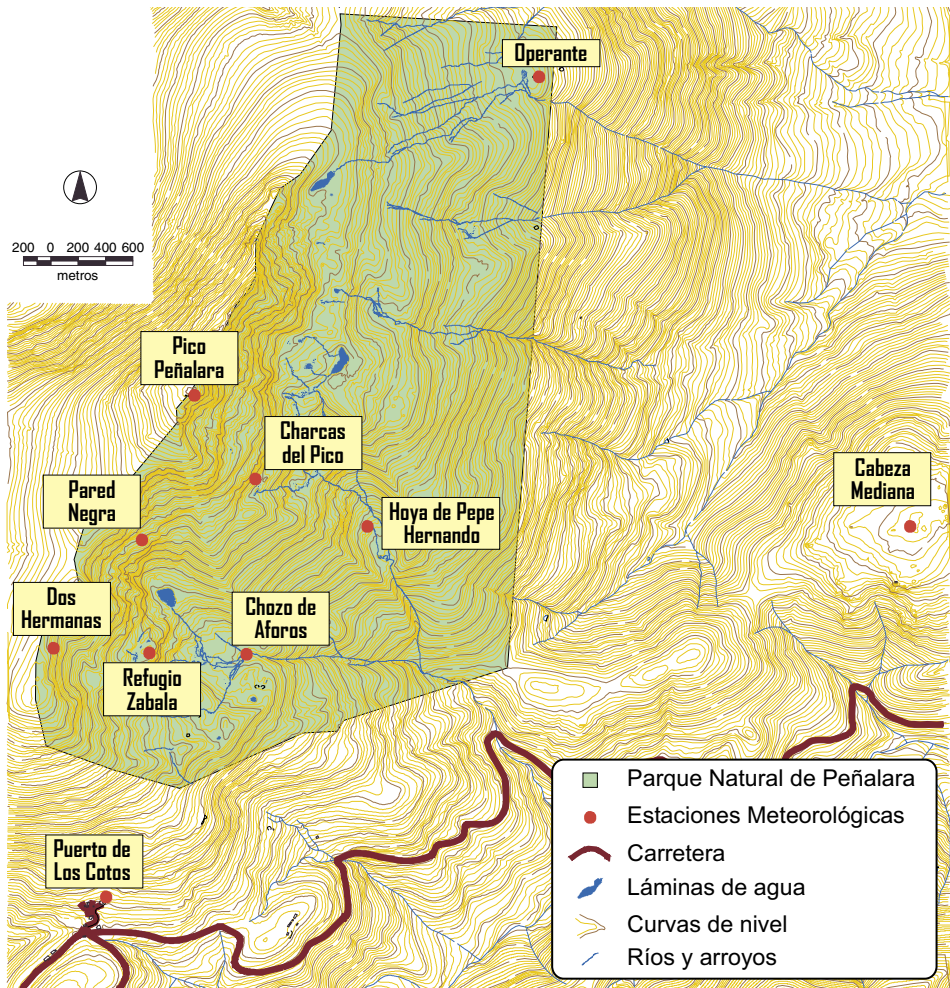 Operante
200 0 200 400 600
metros
Pico
Peñalara
Charcas
del Pico
Cabeza
Mediana
Pared
Negra
Hoya de Pepe
Hernando
Dos
Hermanas
Chozo de
Aforos
Refugio
Zabala
Puerto de
Los Cotos
Parque Natural de Peñalara
Estaciones Meteorológicas
Carretera
Láminas de agua
Curvas de nivel
Ríos y arroyos